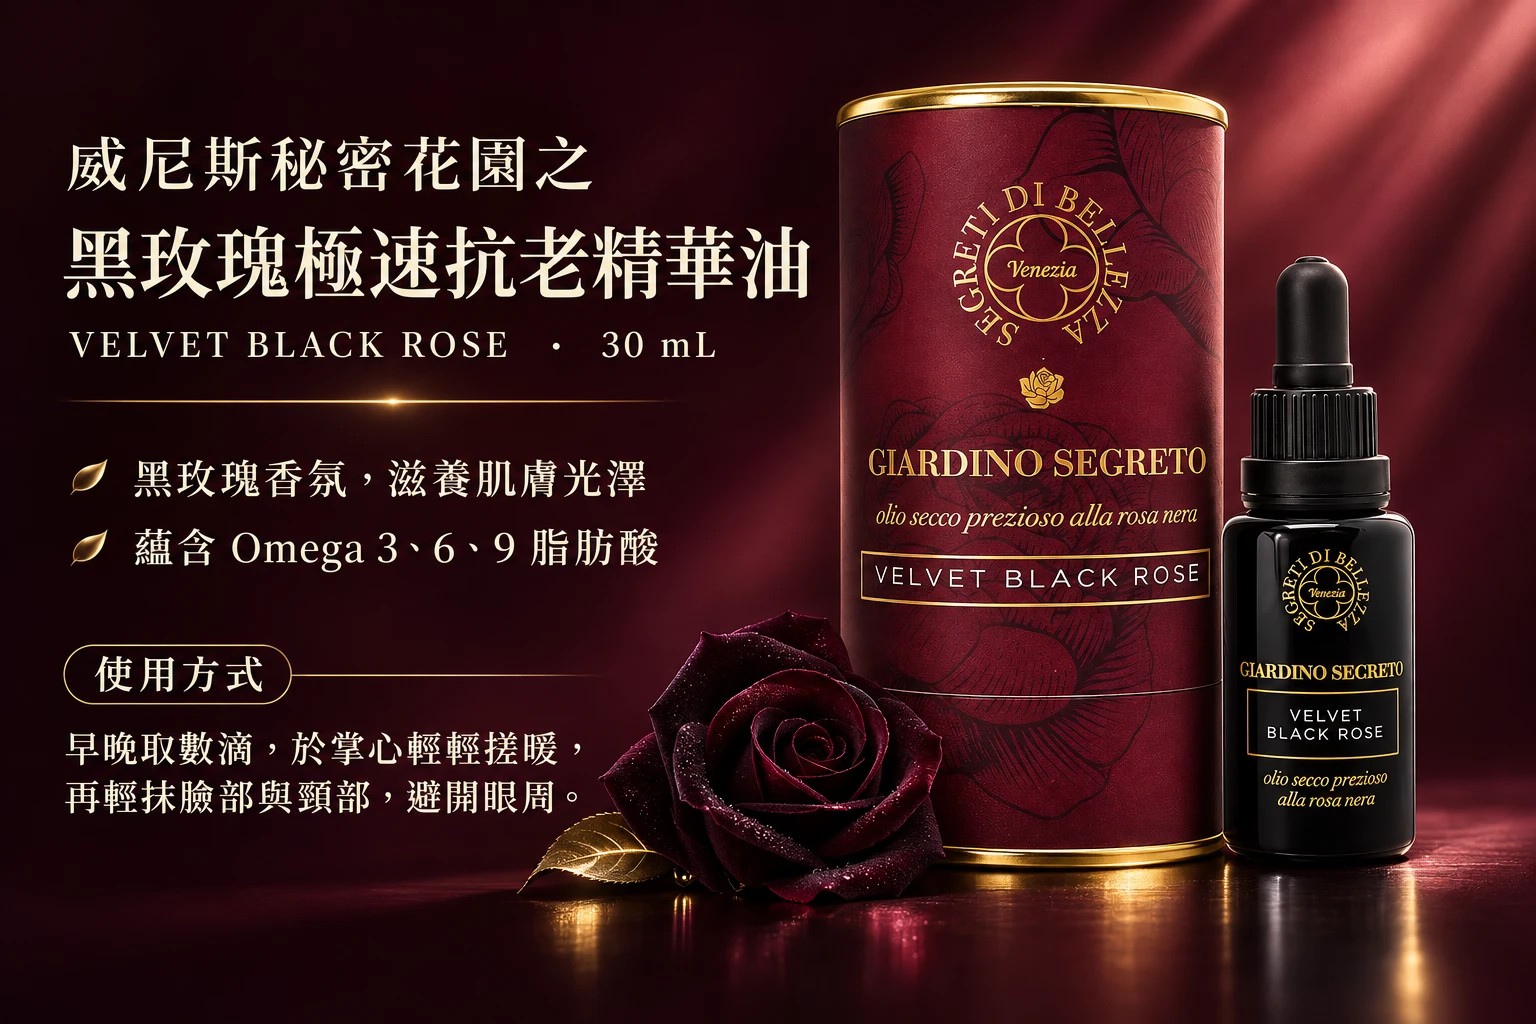 威尼斯秘密花園之
黑玫瑰極速抗老精華油
VELVET BLACK ROSE • 30 mL
黑玫瑰香氛，滋養肌膚光澤
蘊含 Omega 3、6、9 脂肪酸
使用方式
早晚取數滴，於掌心輕輕搓暖，
再輕抹臉部與頸部，避開眼周。
SEGRETI DI BELLEZZA
Venezia
GIARDINO SEGRETO
olio secco prezioso alla rosa nera
VELVET BLACK ROSE
SEGRETI DI BELLEZZA
Venezia
GIARDINO SEGRETO
VELVET
BLACK ROSE
olio secco prezioso
alla rosa nera